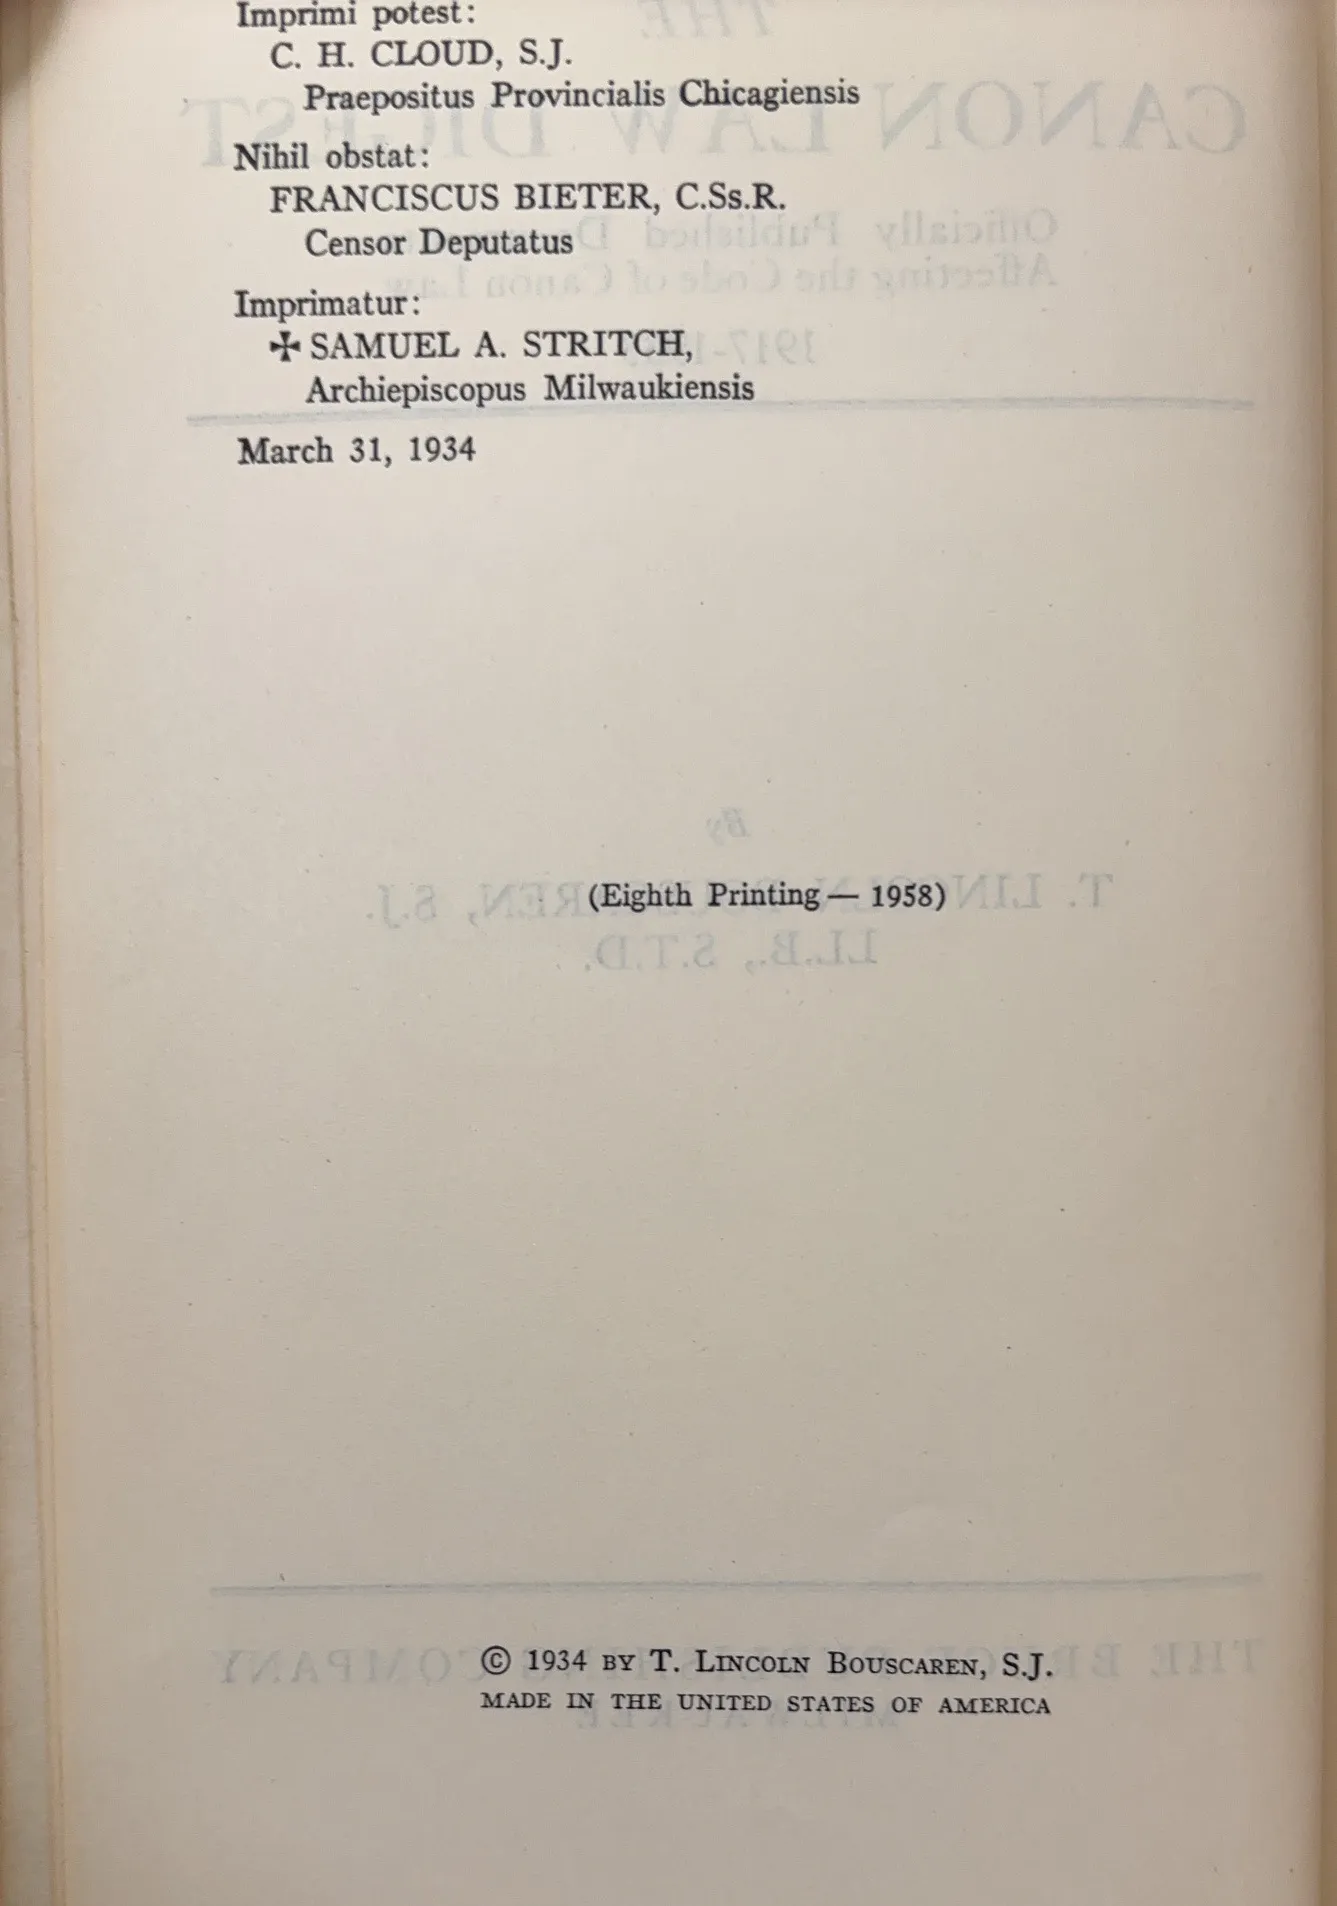 Imprimi potest:
C. H. CLOUD, S.J.
Praepositus Provincialis Chicagiensis
Nihil obstat:
FRANCISCUS BIETER, C.Ss.R.
Censor Deputatus
Imprimatur:
✠ SAMUEL A. STRITCH,
Archiepiscopus Milwaukiensis
March 31, 1934
(Eighth Printing — 1958)
© 1934 BY T. LINCOLN BOUSCAREN, S.J.
MADE IN THE UNITED STATES OF AMERICA